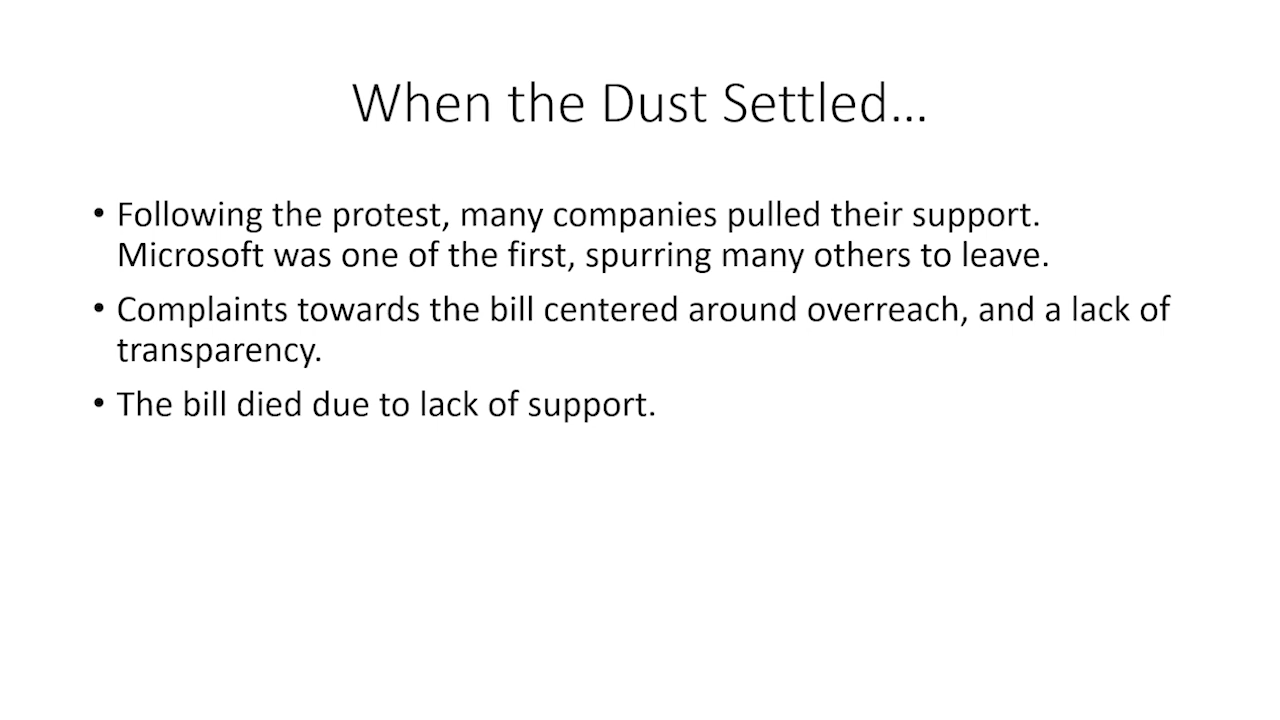 When the Dust Settled...
• Following the protest, many companies pulled their support.
Microsoft was one of the first, spurring many others to leave.
• Complaints towards the bill centered around overreach, and a lack of
transparency.
• The bill died due to lack of support.